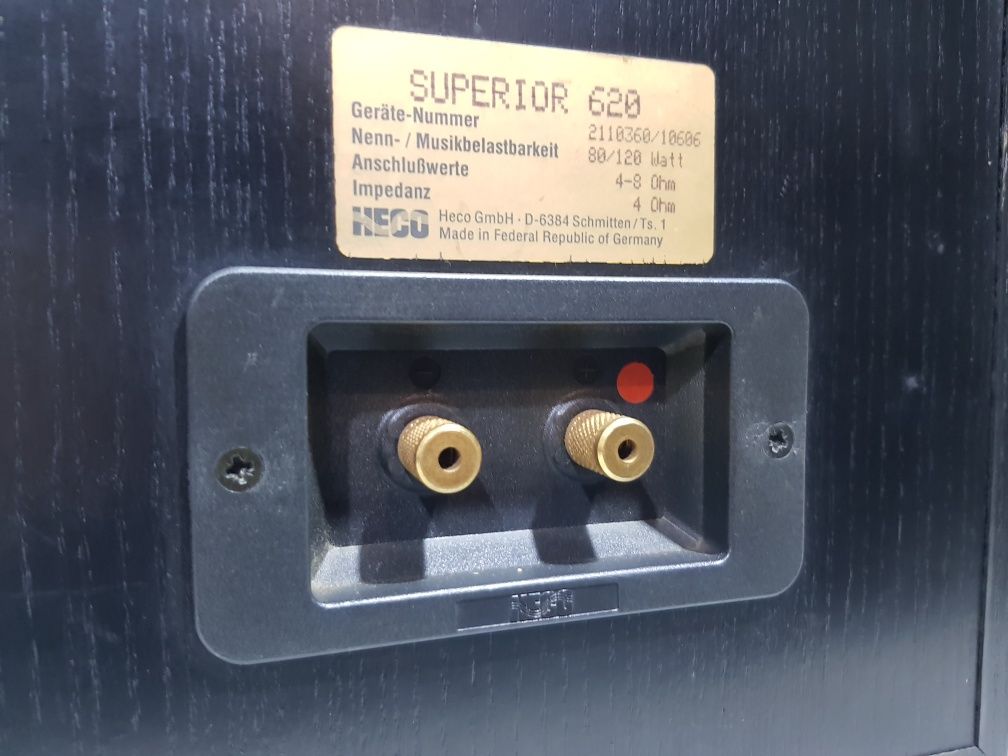 SUPERIOR 620
Geräte-Nummer 2110360/10606
Nenn- / Musikbelastbarkeit 80/120 Watt
Anschlußwerte 4-8 Ohm
Impedanz 4 Ohm
HECO Heco GmbH · D-6384 Schmitten/Ts. 1
Made in Federal Republic of Germany
- +
HECO